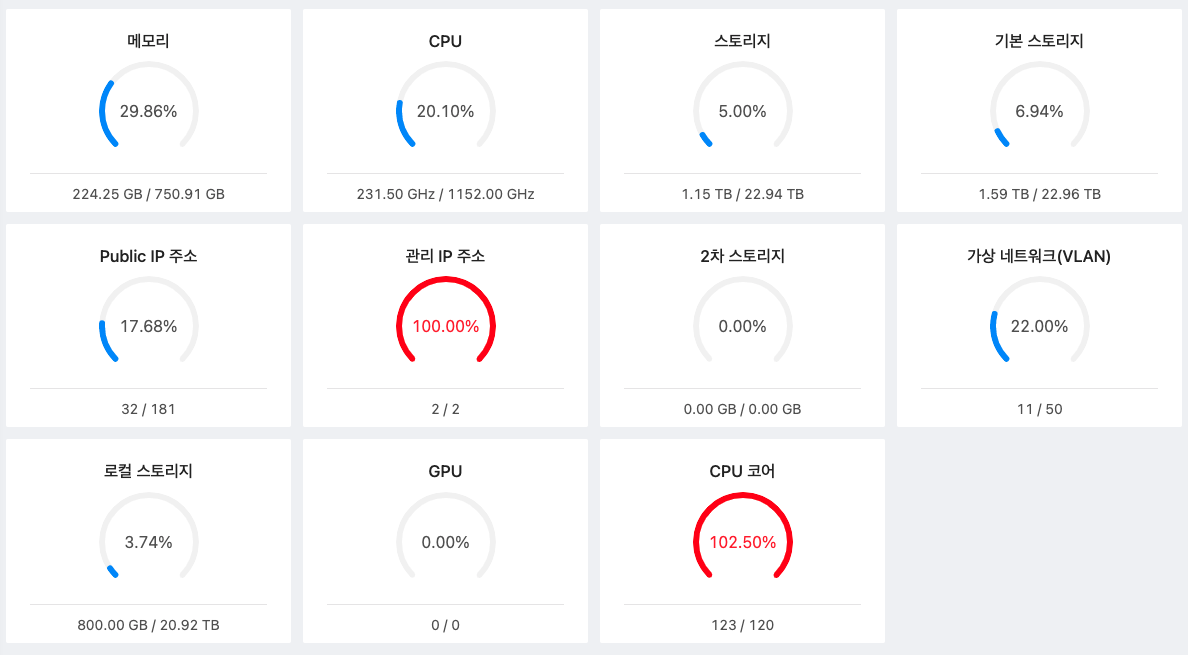 메모리
29.86%
224.25 GB / 750.91 GB
CPU
20.10%
231.50 GHz / 1152.00 GHz
스토리지
5.00%
1.15 TB / 22.94 TB
기본 스토리지
6.94%
1.59 TB / 22.96 TB
Public IP 주소
17.68%
32 / 181
관리 IP 주소
100.00%
2 / 2
2차 스토리지
0.00%
0.00 GB / 0.00 GB
가상 네트워크(VLAN)
22.00%
11 / 50
로컬 스토리지
3.74%
800.00 GB / 20.92 TB
GPU
0.00%
0 / 0
CPU 코어
102.50%
123 / 120